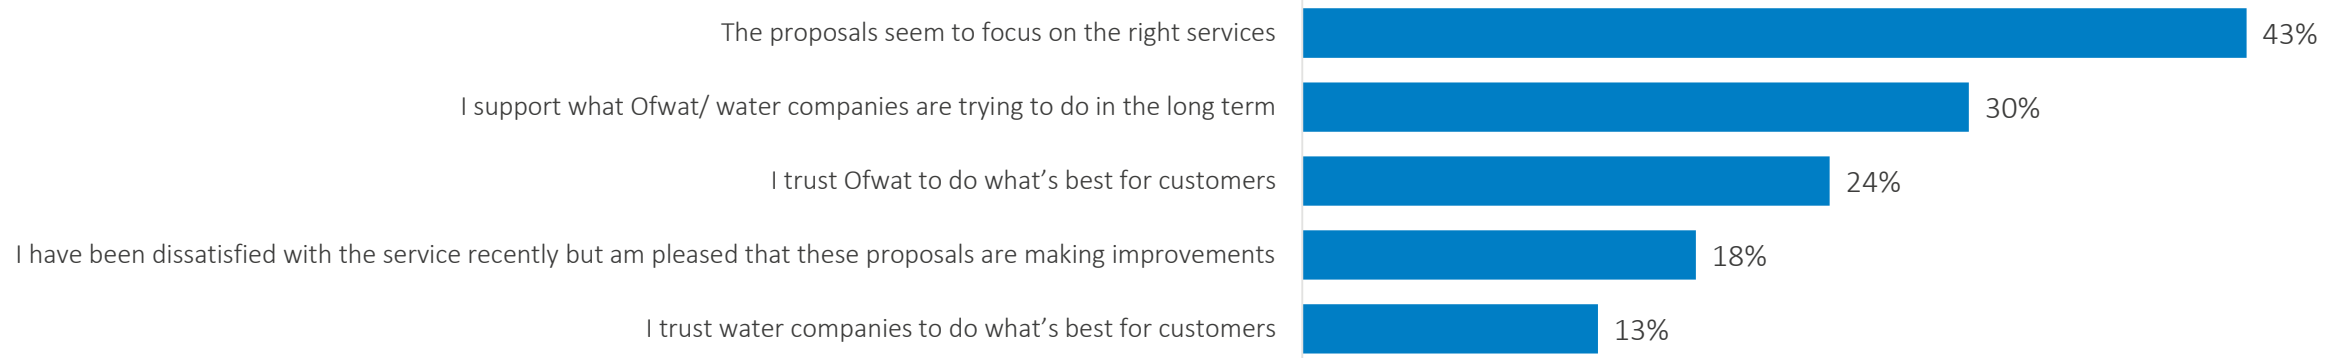 The proposals seem to focus on the right services 43%
I support what Ofwat/ water companies are trying to do in the long term 30%
I trust Ofwat to do what’s best for customers 24%
I have been dissatisfied with the service recently but am pleased that these proposals are making improvements 18%
I trust water companies to do what’s best for customers 13%